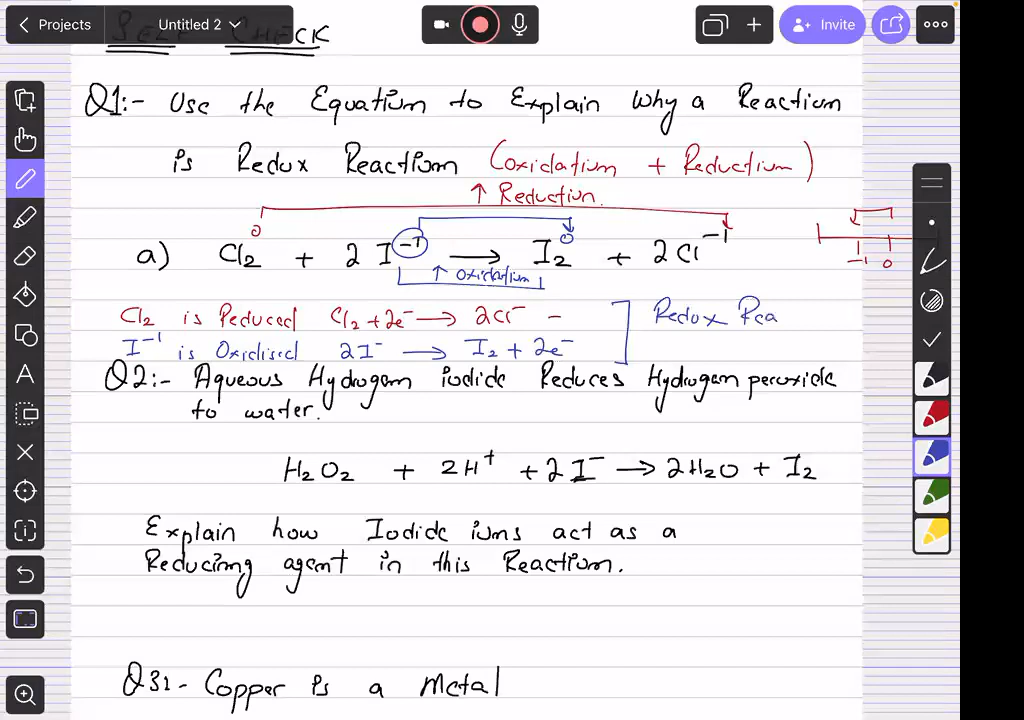 Projects Untitled 2 Invite
SELF CHECK
Q1:- Use the Equation to Explain why a Reaction
is Redox Reaction (oxidation + Reduction)
↑ Reduction.
0 0
a) Cl2 + 2 I⁻¹ → I2 + 2Cl⁻¹
-1 0
↑ oxidation
Cl2 is Reduced Cl2 + 2e⁻ → 2Cl⁻ - Redox Rea
I⁻¹ is Oxidised 2I⁻ → I2 + 2e⁻
Q2:- Aqueous Hydrogen iodide Reduces Hydrogen peroxide
to water.
H2O2 + 2H⁺ + 2I⁻ → 2H2O + I2
Explain how Iodide ions act as a
Reducing agent in this Reaction.
Q3:- Copper is a Metal